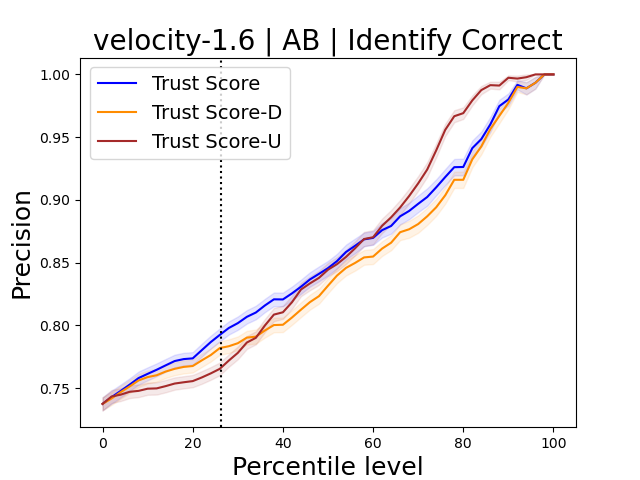 velocity-1.6 | AB | Identify Correct
Trust Score
Trust Score-D
Trust Score-U
Precision
1.00
0.95
0.90
0.85
0.80
0.75
0
20
40
60
80
100
Percentile level